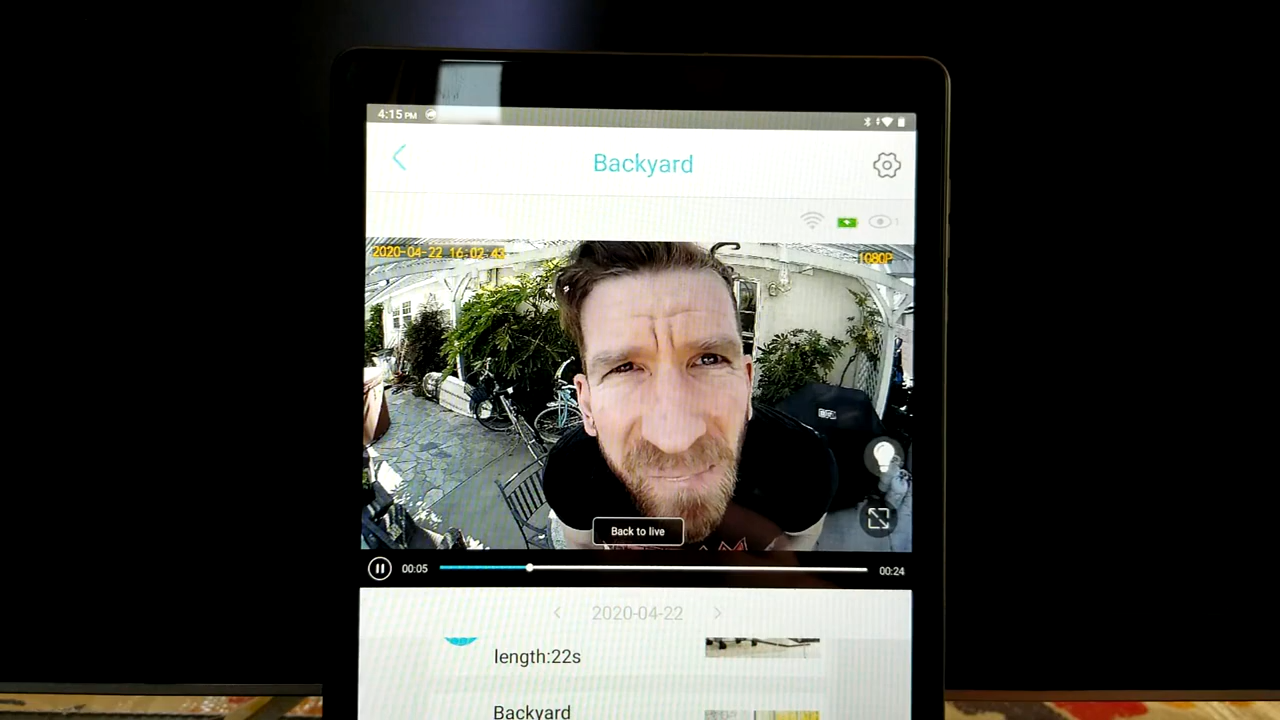 4:15 PM
Backyard
1
2020-04-22 16:02:43
1080P
Back to live
00:05
00:24
2020-04-22
length:22s
Backyard